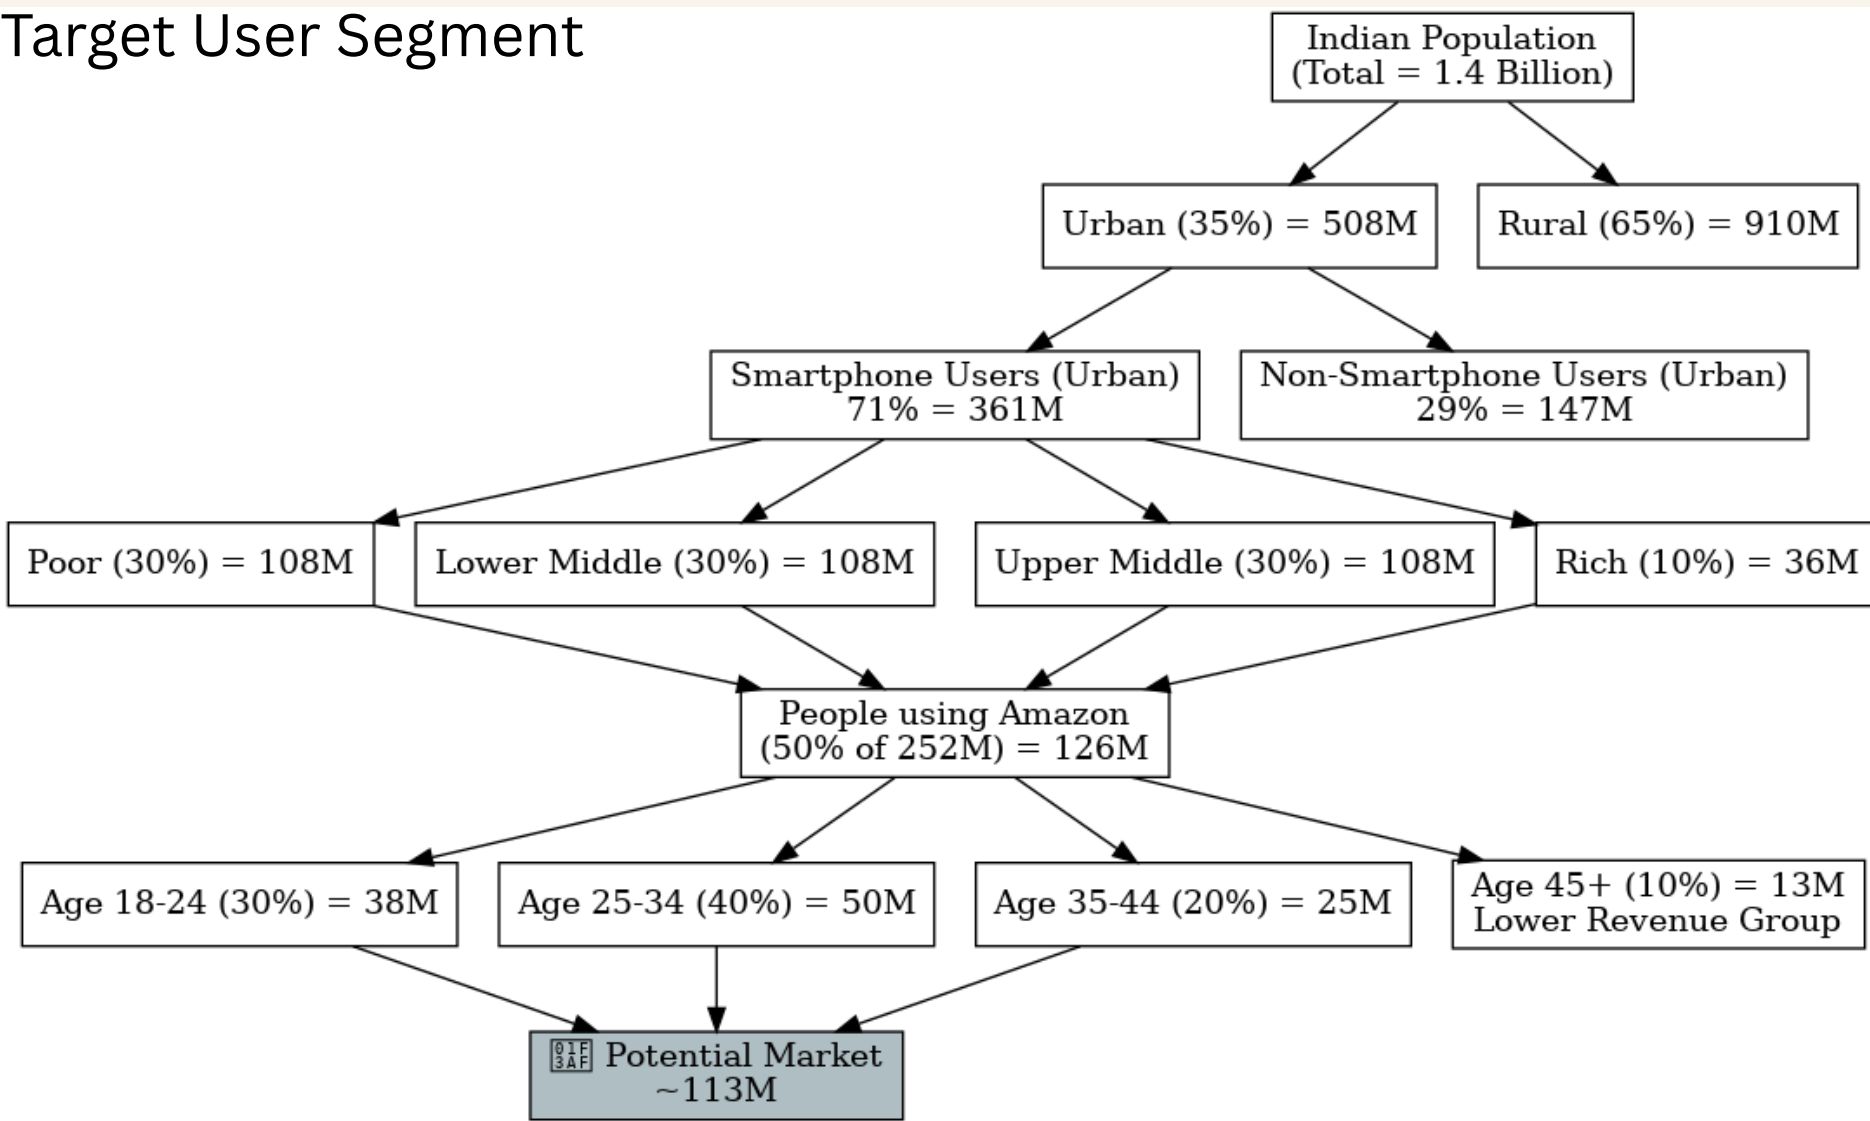 Target User Segment
Indian Population
(Total = 1.4 Billion)
Urban (35%) = 508M
Rural (65%) = 910M
Smartphone Users (Urban)
71% = 361M
Non-Smartphone Users (Urban)
29% = 147M
Poor (30%) = 108M
Lower Middle (30%) = 108M
Upper Middle (30%) = 108M
Rich (10%) = 36M
People using Amazon
(50% of 252M) = 126M
Age 18-24 (30%) = 38M
Age 25-34 (40%) = 50M
Age 35-44 (20%) = 25M
Age 45+ (10%) = 13M
Lower Revenue Group
01F3AF Potential Market
~113M